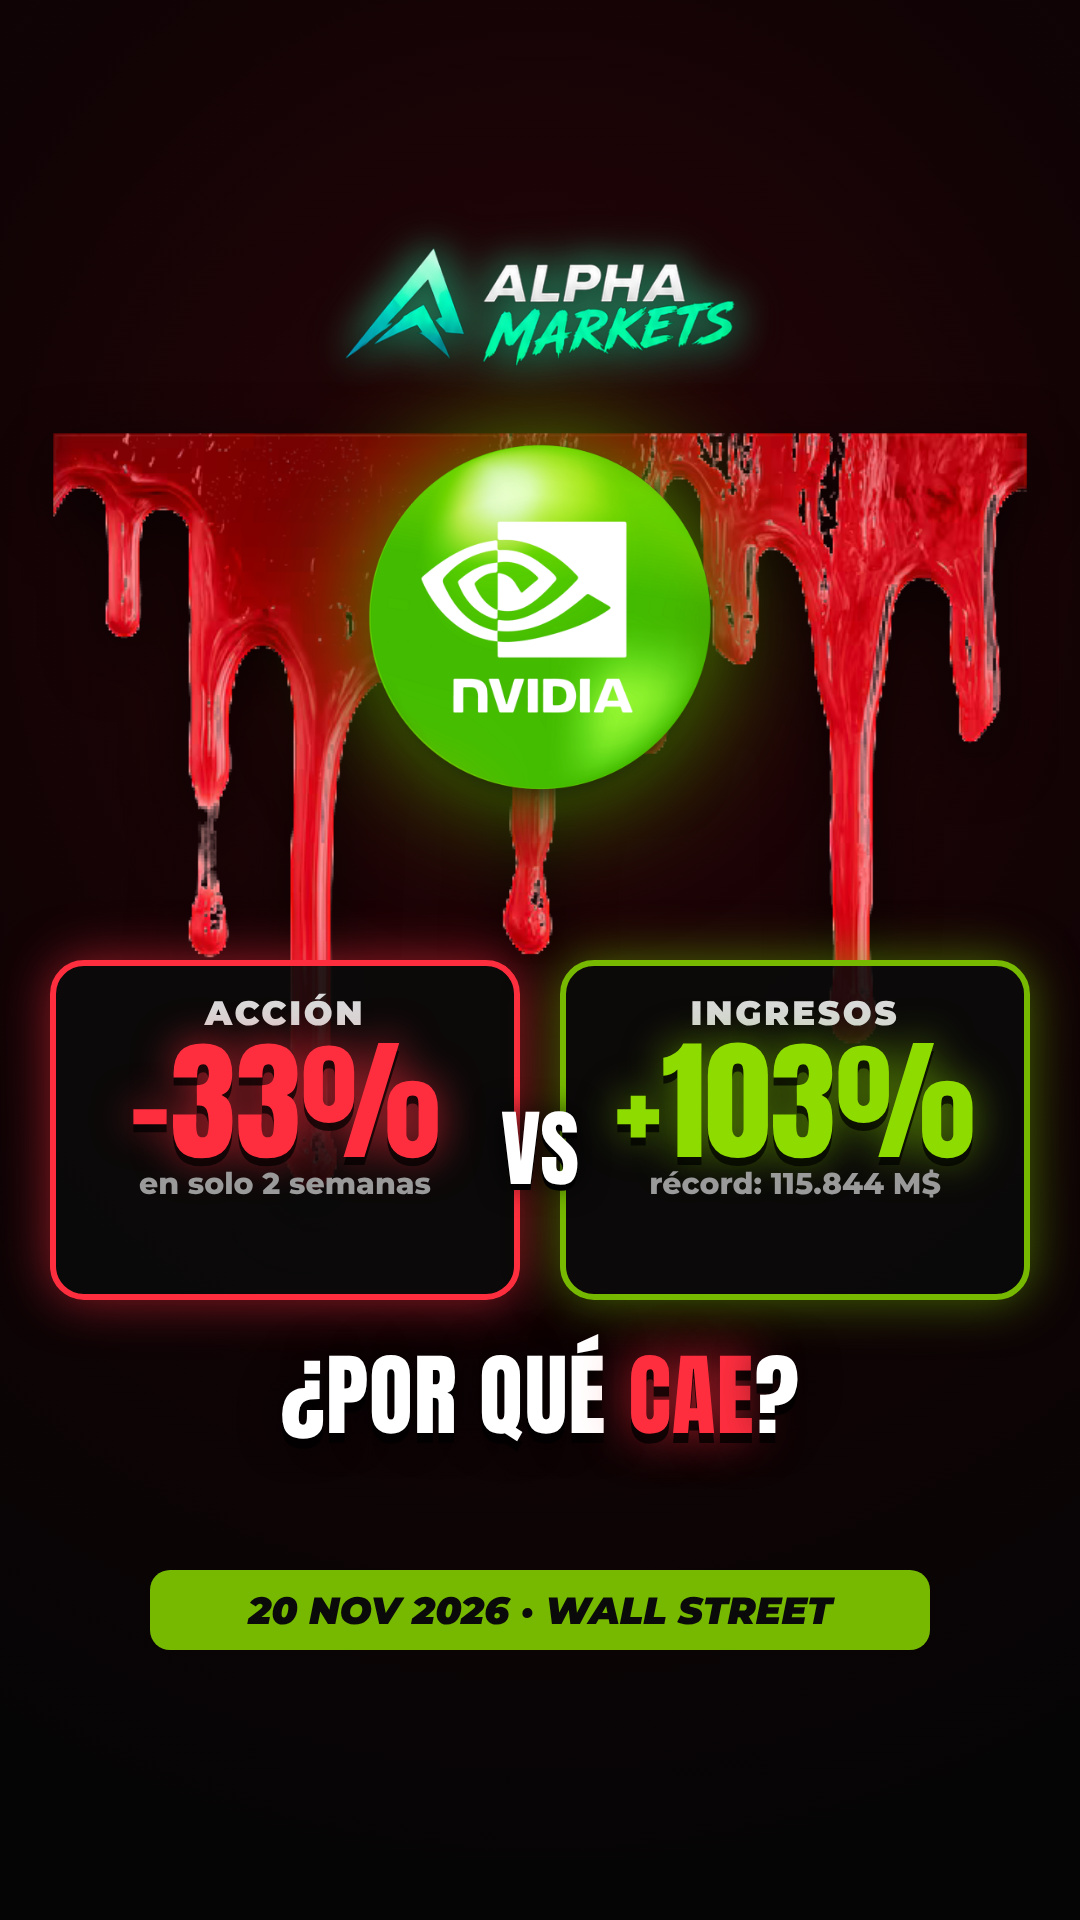 ALPHA
MARKETS
NVIDIA
ACCIÓN
-33%
en solo 2 semanas
VS
INGRESOS
+103%
récord: 115.844 M$
¿POR QUÉ CAE?
20 NOV 2026 • WALL STREET